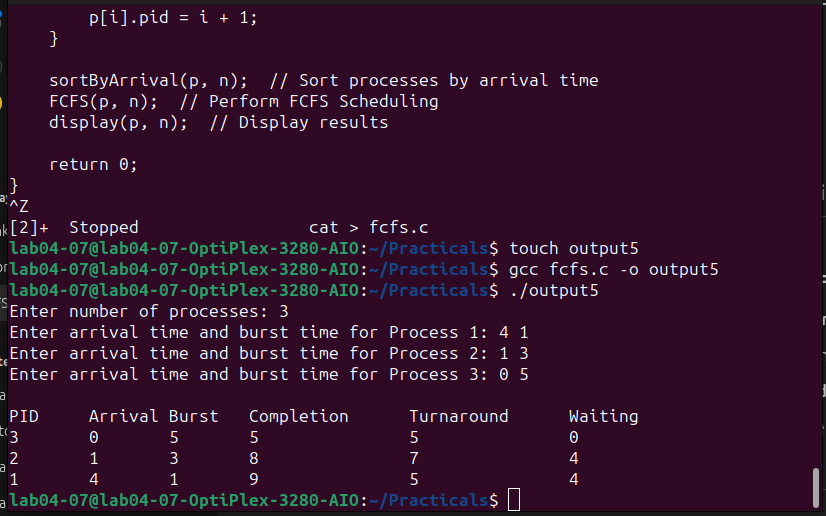 p[i].pid = i + 1;
}
sortByArrival(p, n);  // Sort processes by arrival time
FCFS(p, n);  // Perform FCFS Scheduling
display(p, n);  // Display results
return 0;
}
^Z
[2]+  Stopped                 cat > fcfs.c
lab04-07@lab04-07-OptiPlex-3280-AIO:~/Practicals$ touch output5
lab04-07@lab04-07-OptiPlex-3280-AIO:~/Practicals$ gcc fcfs.c -o output5
lab04-07@lab04-07-OptiPlex-3280-AIO:~/Practicals$ ./output5
Enter number of processes: 3
Enter arrival time and burst time for Process 1: 4 1
Enter arrival time and burst time for Process 2: 1 3
Enter arrival time and burst time for Process 3: 0 5
PID     Arrival Burst   Completion      Turnaround      Waiting
3       0       5       5               5               0
2       1       3       8               7               4
1       4       1       9               5               4
lab04-07@lab04-07-OptiPlex-3280-AIO:~/Practicals$